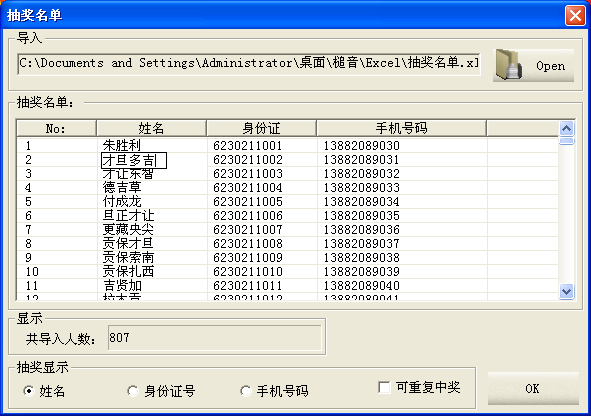 抽奖名单
导入
C:\Documents and Settings\Administrator\桌面\槌音\Excel\抽奖名单.xl
Open
抽奖名单:
No: 姓名 身份证 手机号码
1 朱胜利 6230211001 13882089030
2 才旦多吉 6230211002 13882089031
3 才让东智 6230211003 13882089032
4 德吉草 6230211004 13882089033
5 付成龙 6230211005 13882089034
6 旦正才让 6230211006 13882089035
7 更藏央尖 6230211007 13882089036
8 贡保才旦 6230211008 13882089037
9 贡保索南 6230211009 13882089038
10 贡保扎西 6230211010 13882089039
11 吉贤加 6230211011 13882089040
12 6230211012 13882089041
显示
共导入人数: 807
抽奖显示
姓名 身份证号 手机号码 可重复中奖
OK